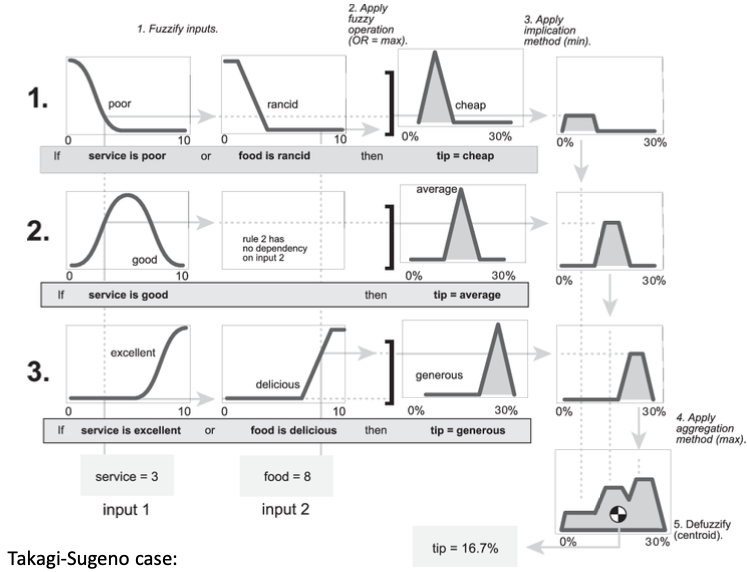 1. Fuzzify inputs.
2. Apply
fuzzy
operation
(OR = max).
3. Apply
implication
method (min).
1.
poor
0
10
rancid
0
10
cheap
0%
30%
0%
30%
If service is poor or food is rancid then tip = cheap
2.
good
0
10
rule 2 has
no dependency
on input 2
average
0%
30%
0%
30%
If service is good then tip = average
3.
excellent
0
10
delicious
0
10
generous
0%
30%
0%
30%
If service is excellent or food is delicious then tip = generous
4. Apply
aggregation
method (max).
service = 3
food = 8
input 1
input 2
0%
30%
5. Defuzzify
(centroid).
tip = 16.7%
Takagi-Sugeno case: